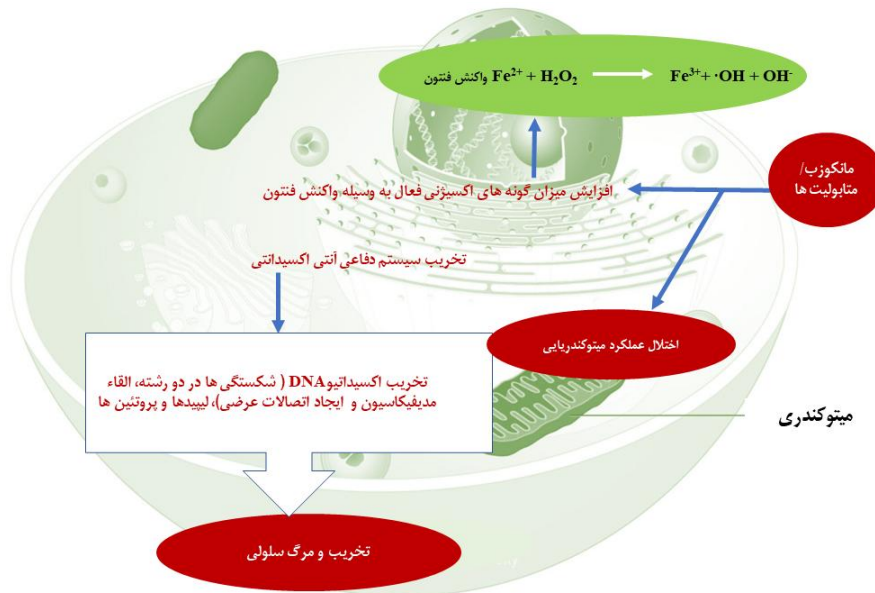 واکنش فنتون Fe²⁺ + H₂O₂ → Fe³⁺+ ·OH + OH⁻
مانکوزب/
متابولیت ها
افزایش میزان گونه های اکسیژنی فعال به وسیله واکنش فنتون
تخریب سیستم دفاعی آنتی اکسیدانتی
اختلال عملکرد میتوکندریایی
تخریب اکسیداتیوDNA ( شکستگی ها در دو رشته، القاء
مدیفیکاسیون و ایجاد اتصالات عرضی)، لیپیدها و پروتئین ها
میتوکندری
تخریب و مرگ سلولی